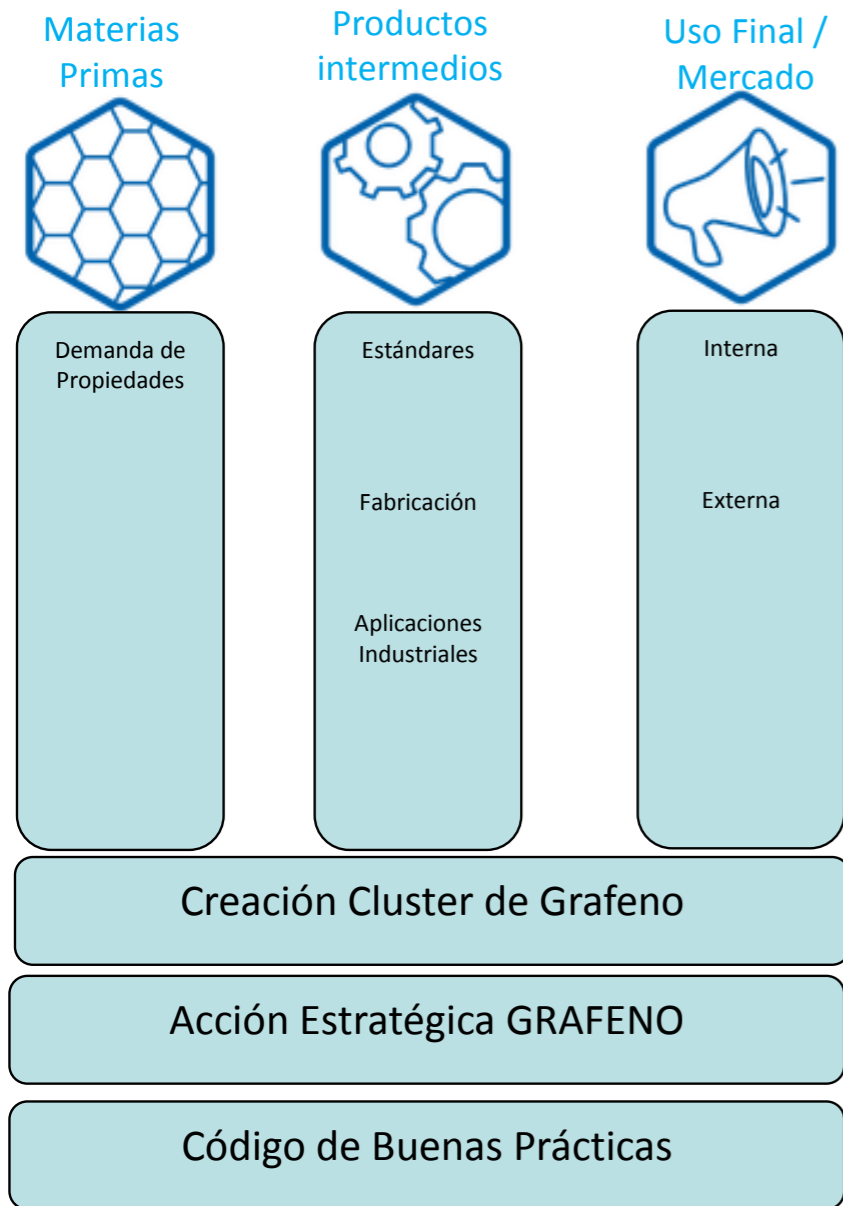 Materias
Primas
Productos
intermedios
Uso Final /
Mercado
Demanda de
Propiedades
Estándares
Fabricación
Aplicaciones
Industriales
Interna
Externa
Creación Cluster de Grafeno
Acción Estratégica GRAFENO
Código de Buenas Prácticas